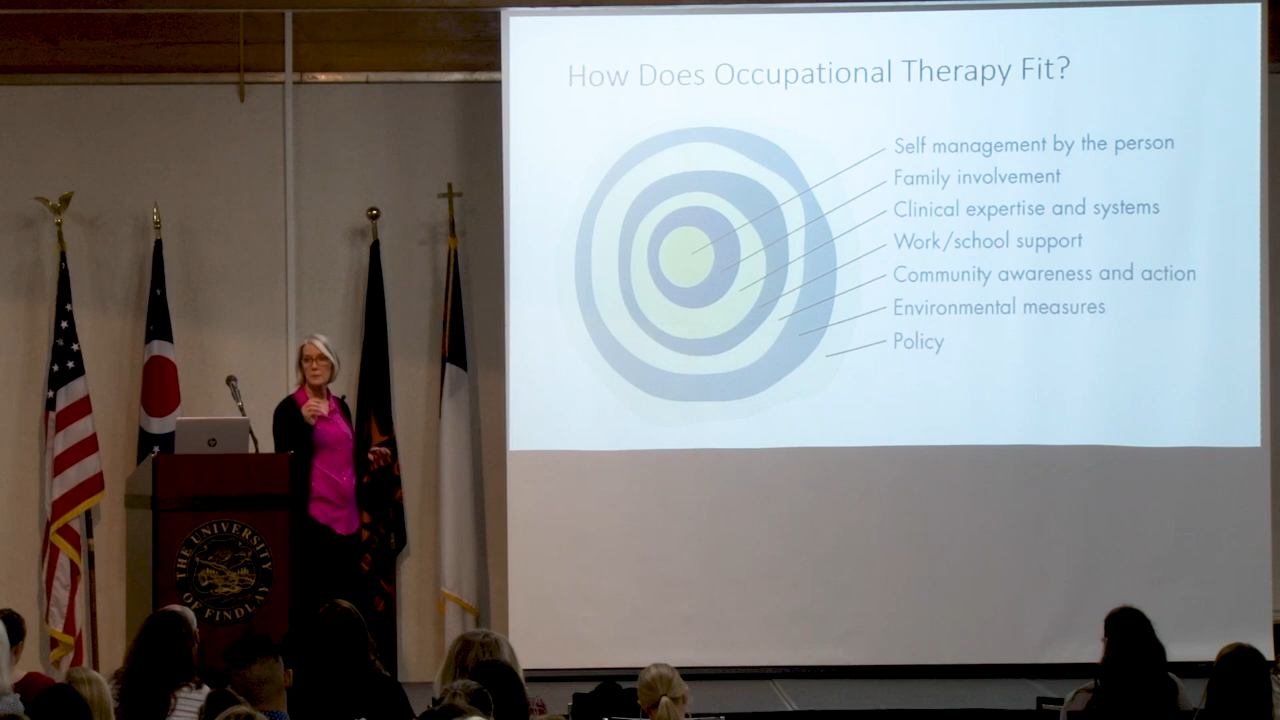 How Does Occupational Therapy Fit?
Self management by the person
Family involvement
Clinical expertise and systems
Work/school support
Community awareness and action
Environmental measures
Policy
hp
THE UNIVERSITY
OF FINDLAY